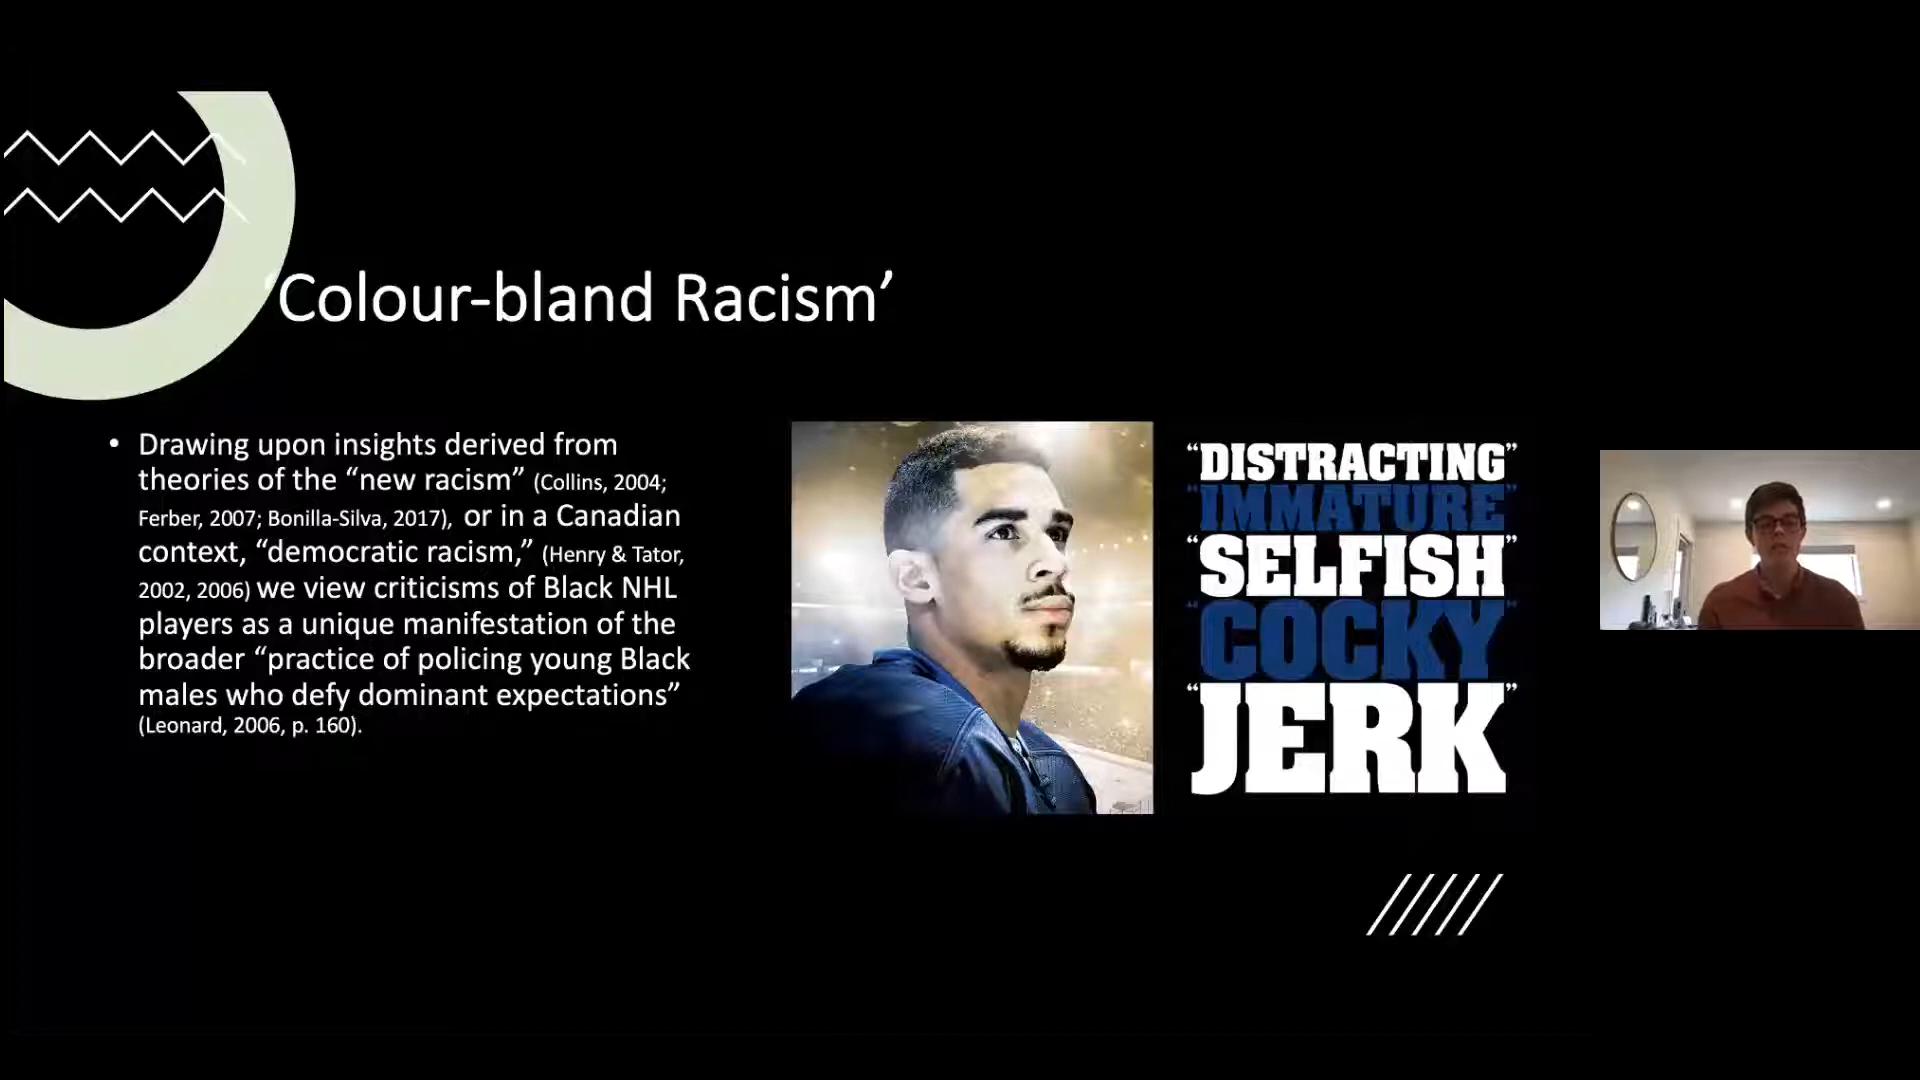 ‘Colour-bland Racism’
• Drawing upon insights derived from
theories of the “new racism” (Collins, 2004;
Ferber, 2007; Bonilla-Silva, 2017), or in a Canadian
context, “democratic racism,” (Henry & Tator,
2002, 2006) we view criticisms of Black NHL
players as a unique manifestation of the
broader “practice of policing young Black
males who defy dominant expectations”
(Leonard, 2006, p. 160).
“DISTRACTING”
“IMMATURE”
“SELFISH”
“COCKY”
“JERK”